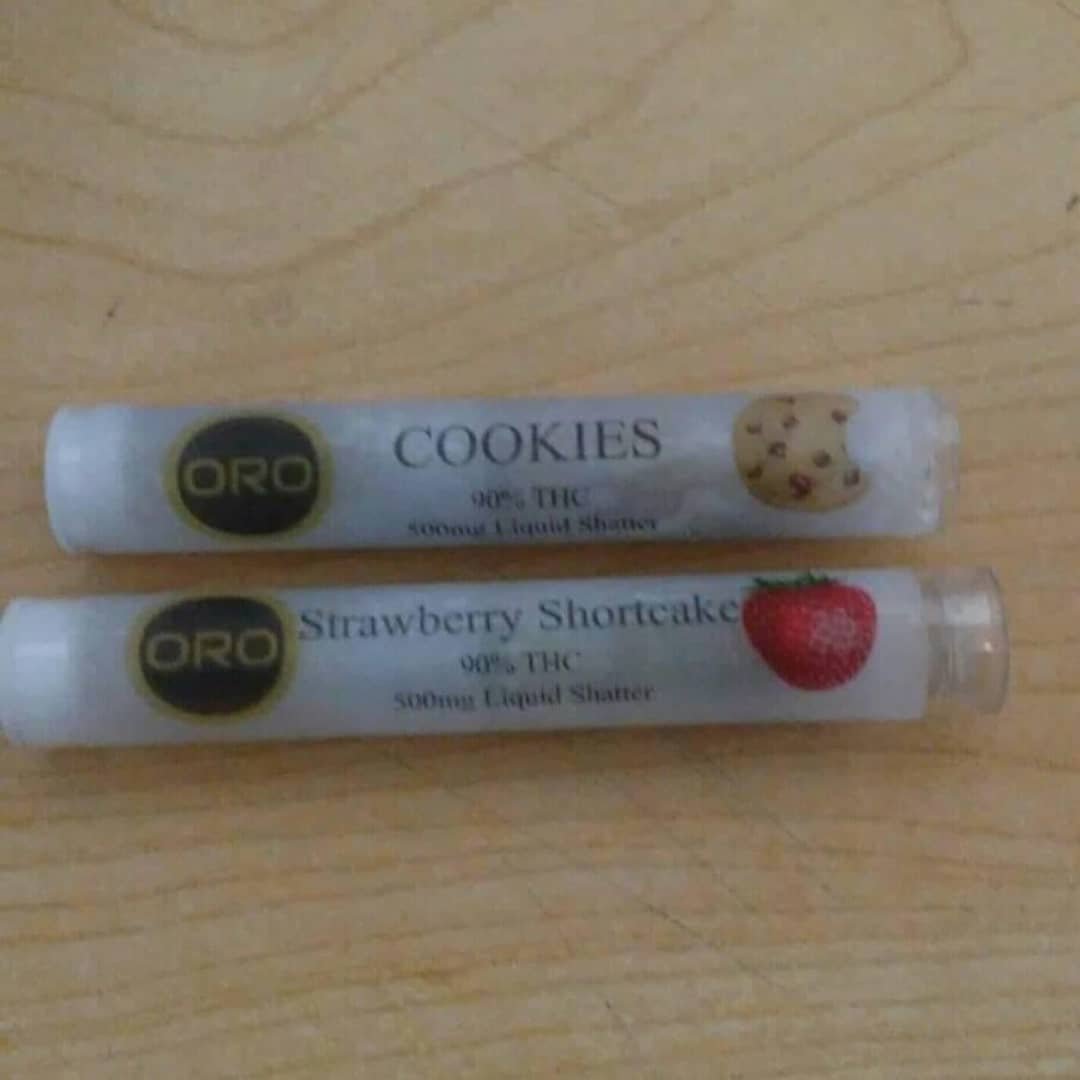 ORO
COOKIES
90% THC
500mg Liquid Shatter
ORO
Strawberry Shortcake
90% THC
500mg Liquid Shatter